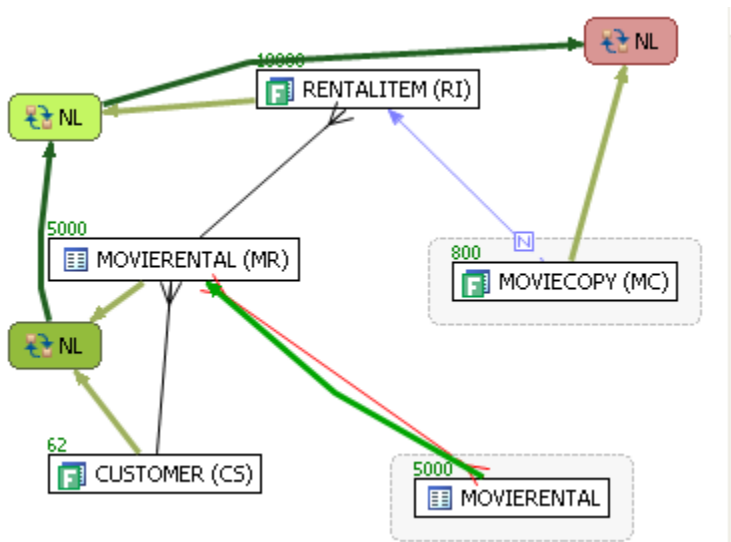 NL
10000
RENTALITEM (RI)
NL
5000
MOVIERENTAL (MR)
N
800
MOVIECOPY (MC)
NL
62
CUSTOMER (CS)
5000
MOVIERENTAL